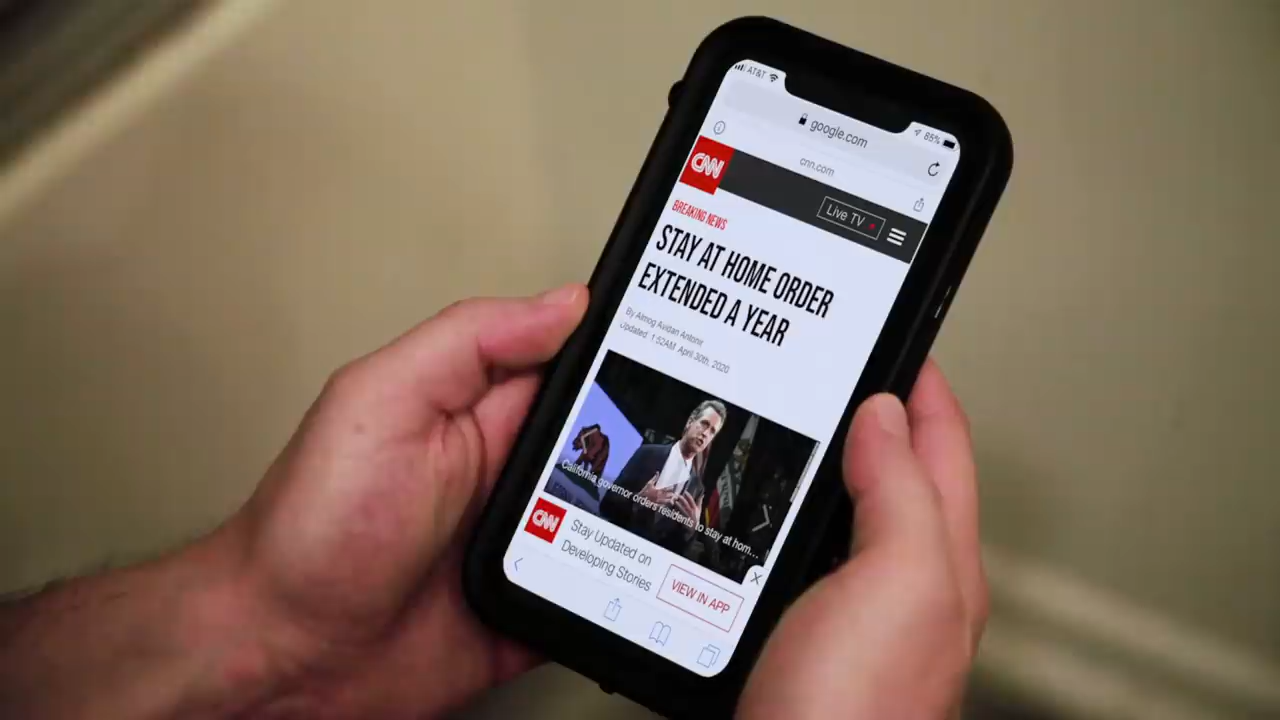 AT&T
85%
google.com
cnn.com
CNN
Live TV
BREAKING NEWS
STAY AT HOME ORDER
EXTENDED A YEAR
By Almog Avidan Antonir
Updated 1:52AM April 30th, 2020
California governor orders residents to stay at hom...
CNN
Stay Updated on
Developing Stories
VIEW IN APP